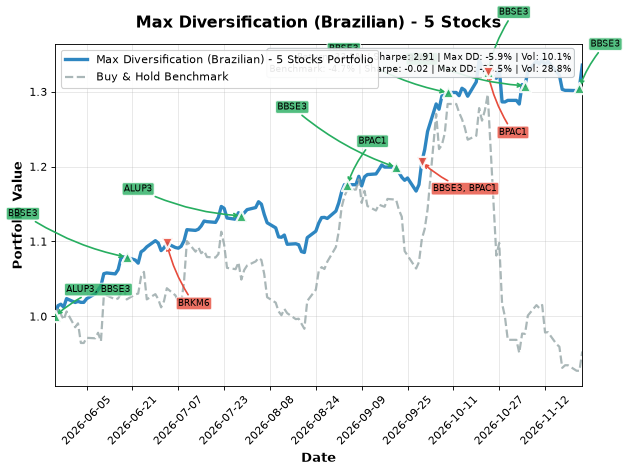 Max Diversification (Brazilian) - 5 Stocks
BBSE3
BBSE3
Max Diversification (Brazilian) - 5 Stocks Portfolio
Sharpe: 2.91 | Max DD: -5.9% | Vol: 10.1%
Buy & Hold Benchmark
Sharpe: -0.02 | Max DD: | Vol: 28.8%
BBSE3
BPAC1
BPAC1
ALUP3
BBSE3, BPAC1
BBSE3
ALUP3, BBSE3
BRKM6
Portfolio Value
1.3
1.2
1.1
1.0
2026-06-05
2026-06-21
2026-07-07
2026-07-23
2026-08-08
2026-08-24
2026-09-09
2026-09-25
2026-10-11
2026-10-27
2026-11-12
Date